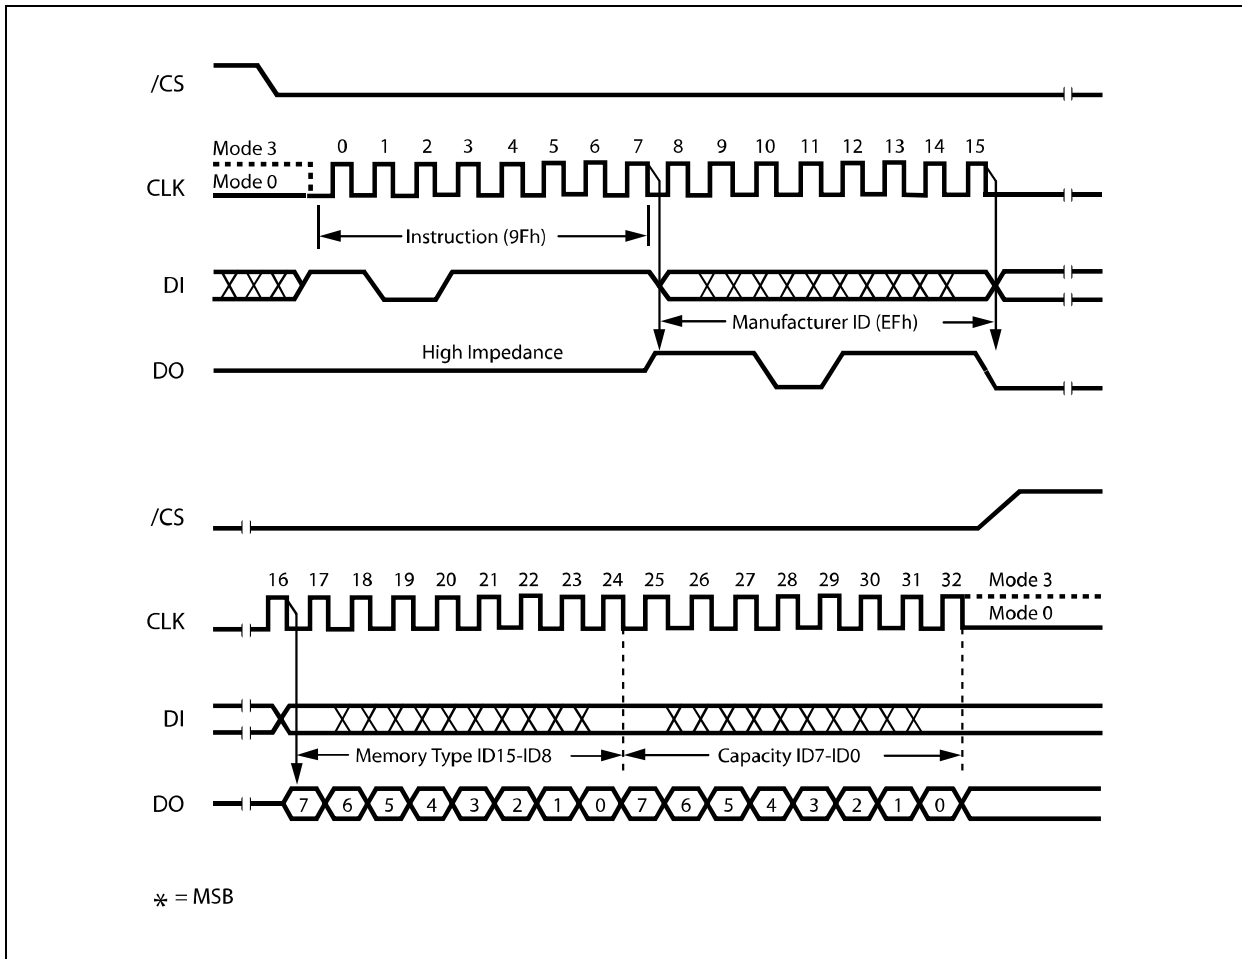 /CS
Mode 3
0 1 2 3 4 5 6 7 8 9 10 11 12 13 14 15
Mode 0
CLK
Instruction (9Fh)
DI
Manufacturer ID (EFh)
High Impedance
DO
/CS
16 17 18 19 20 21 22 23 24 25 26 27 28 29 30 31 32
Mode 3
Mode 0
CLK
DI
Memory Type ID15-ID8
Capacity ID7-ID0
DO
7 6 5 4 3 2 1 0 7 6 5 4 3 2 1 0
* = MSB